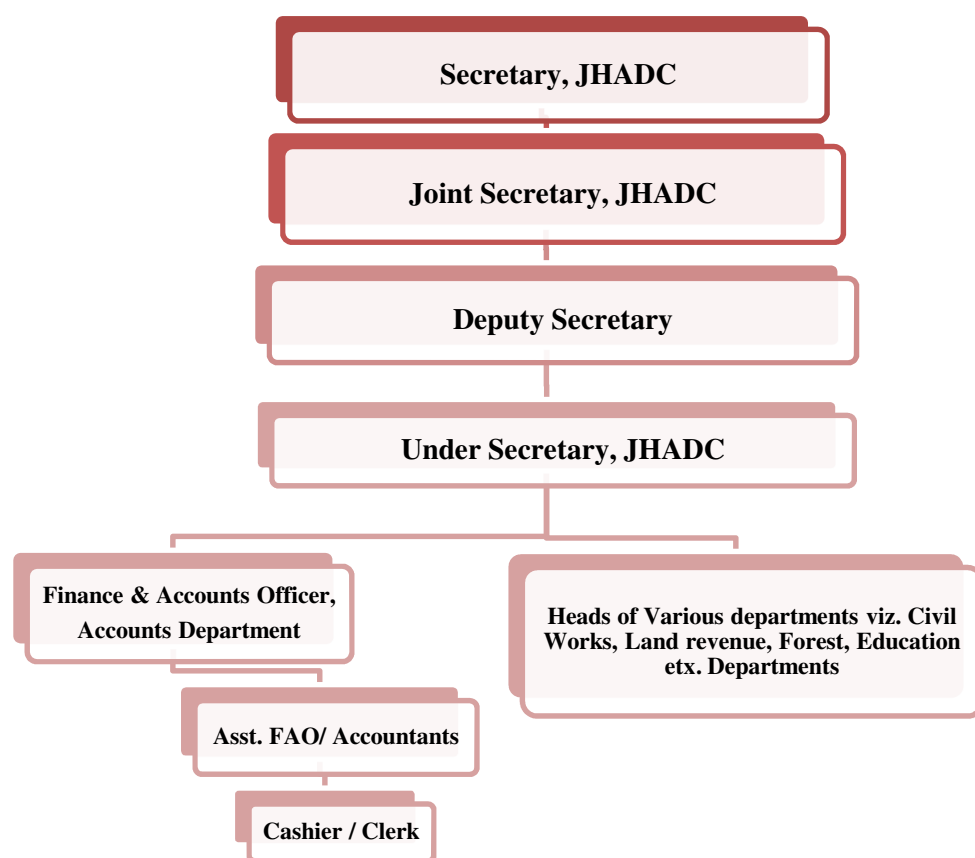 Secretary, JHADC
Joint Secretary, JHADC
Deputy Secretary
Under Secretary, JHADC
Finance & Accounts Officer,
Accounts Department
Heads of Various departments viz. Civil
Works, Land revenue, Forest, Education
etx. Departments
Asst. FAO/ Accountants
Cashier / Clerk